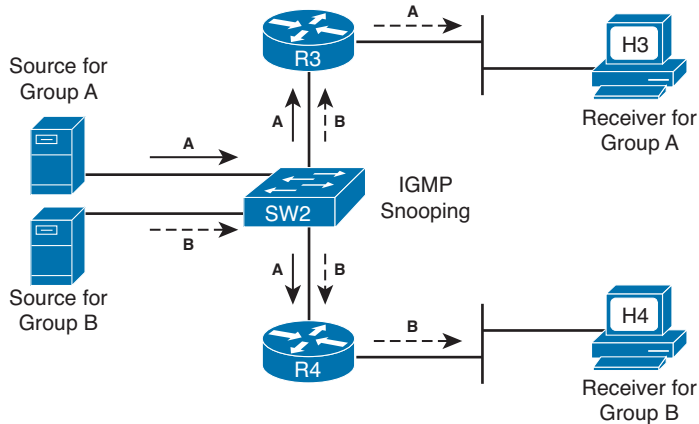 Source for
Group A
A
A
B
R3
A
H3
Receiver for
Group A
SW2
IGMP
Snooping
B
Source for
Group B
A
B
R4
B
H4
Receiver for
Group B